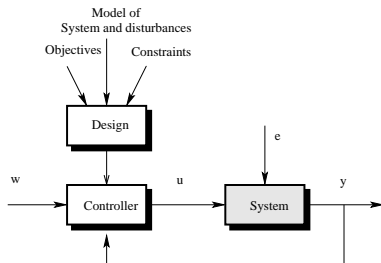 Model of
System and disturbances
Objectives
Constraints
Design
e
w
u
y
Controller
System